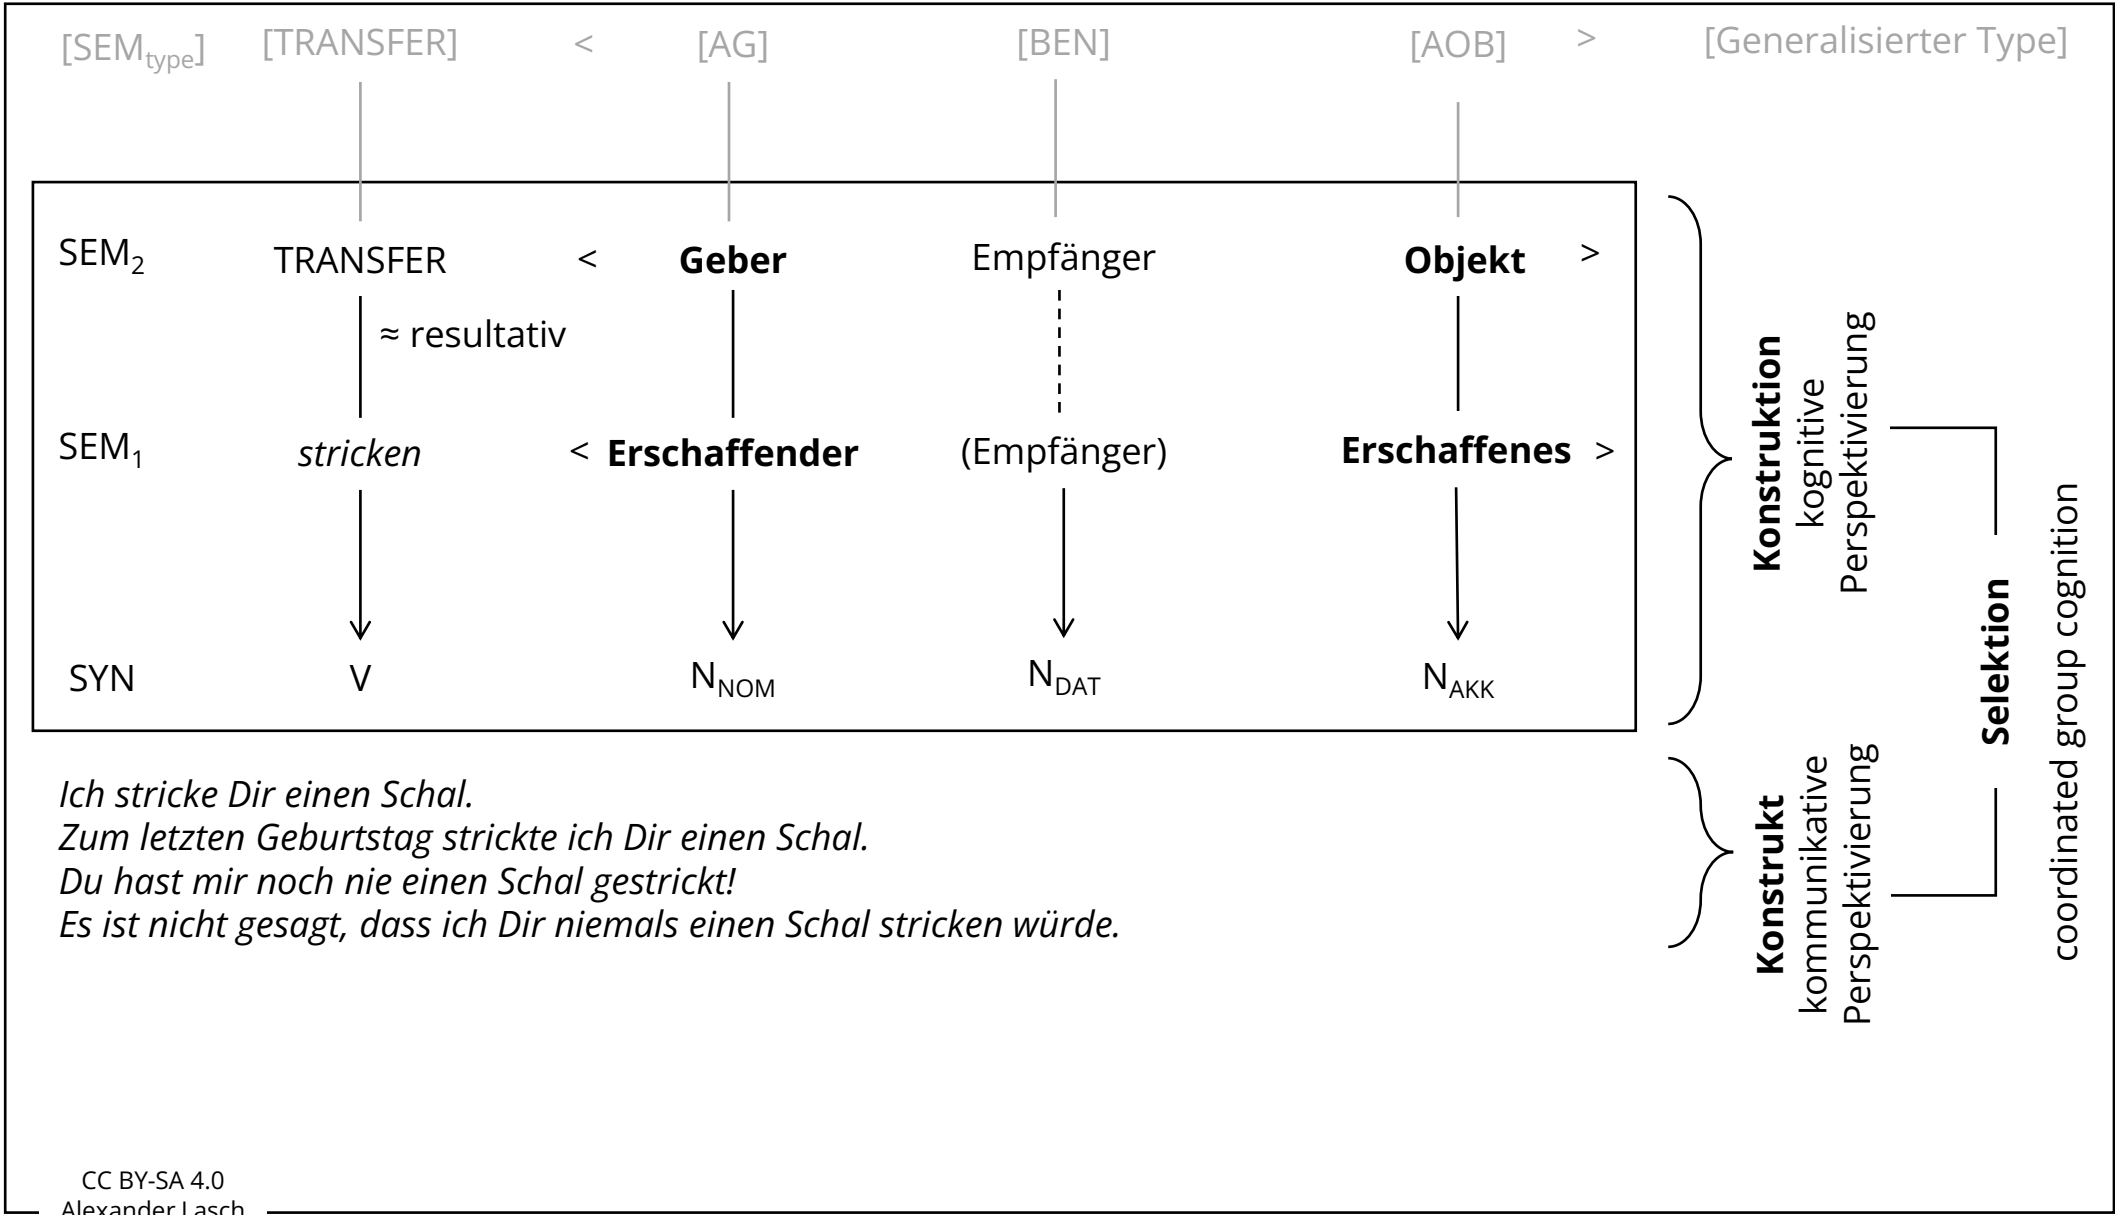 [SEMtype] [TRANSFER] < [AG] [BEN] [AOB] > [Generalisierter Type]
SEM2 TRANSFER < Geber Empfänger Objekt >
≈ resultativ
SEM1 stricken < Erschaffender (Empfänger) Erschaffenes >
SYN V NNOM NDAT NAKK
Konstruktion
kognitive
Perspektivierung
Ich stricke Dir einen Schal.
Zum letzten Geburtstag strickte ich Dir einen Schal.
Du hast mir noch nie einen Schal gestrickt!
Es ist nicht gesagt, dass ich Dir niemals einen Schal stricken würde.
Konstrukt
kommunikative
Perspektivierung
Selektion
coordinated group cognition
CC BY-SA 4.0
Alexander Lasch